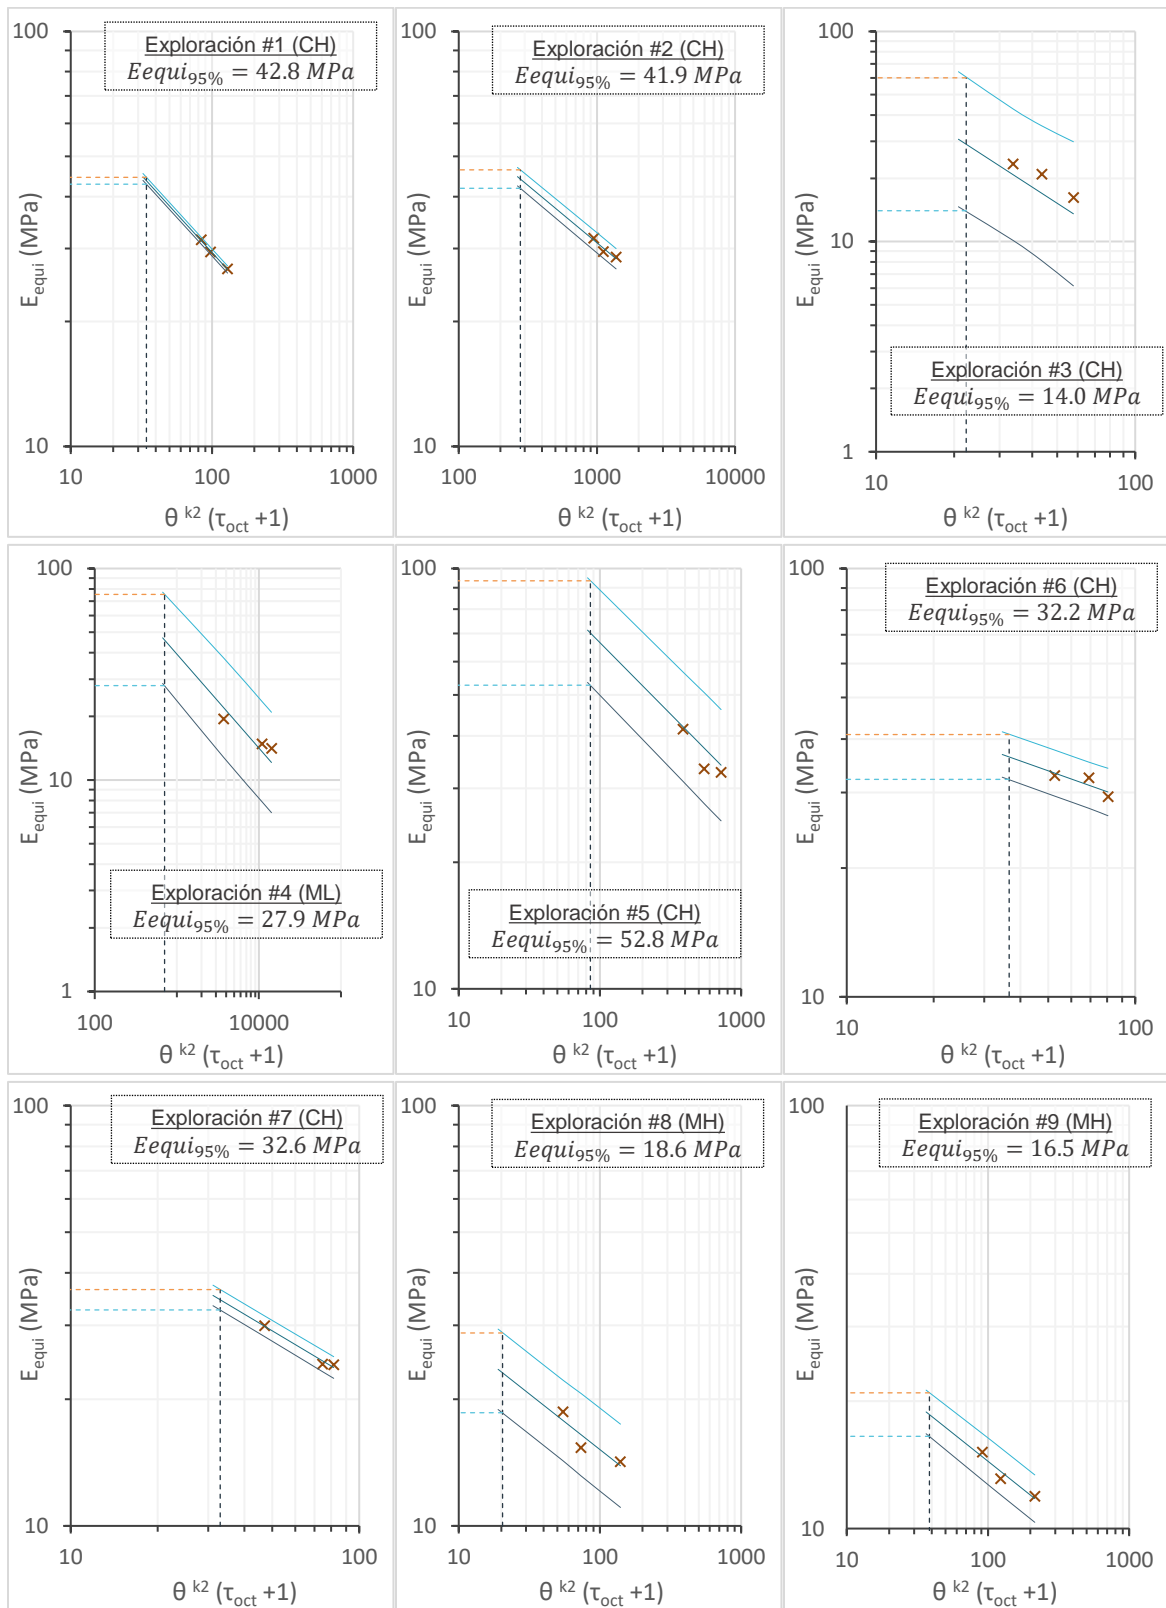 100
Exploración #1 (CH)
Eequi95% = 42.8 MPa
Eequi (MPa)
10
10 100 1000
θ k2 (τoct +1)
100
Exploración #2 (CH)
Eequi95% = 41.9 MPa
Eequi (MPa)
10
100 1000 10000
θ k2 (τoct +1)
100
Eequi (MPa)
10
Exploración #3 (CH)
Eequi95% = 14.0 MPa
1
10 100
θ k2 (τoct +1)
100
Eequi (MPa)
10
Exploración #4 (ML)
Eequi95% = 27.9 MPa
1
100 10000
θ k2 (τoct +1)
100
Eequi (MPa)
Exploración #5 (CH)
Eequi95% = 52.8 MPa
10
10 100 1000
θ k2 (τoct +1)
100
Exploración #6 (CH)
Eequi95% = 32.2 MPa
Eequi (MPa)
10
10 100
θ k2 (τoct +1)
100
Exploración #7 (CH)
Eequi95% = 32.6 MPa
Eequi (MPa)
10
10 100
θ k2 (τoct +1)
100
Exploración #8 (MH)
Eequi95% = 18.6 MPa
Eequi (MPa)
10
10 100 1000
θ k2 (τoct +1)
100
Exploración #9 (MH)
Eequi95% = 16.5 MPa
Eequi (MPa)
10
10 100 1000
θ k2 (τoct +1)